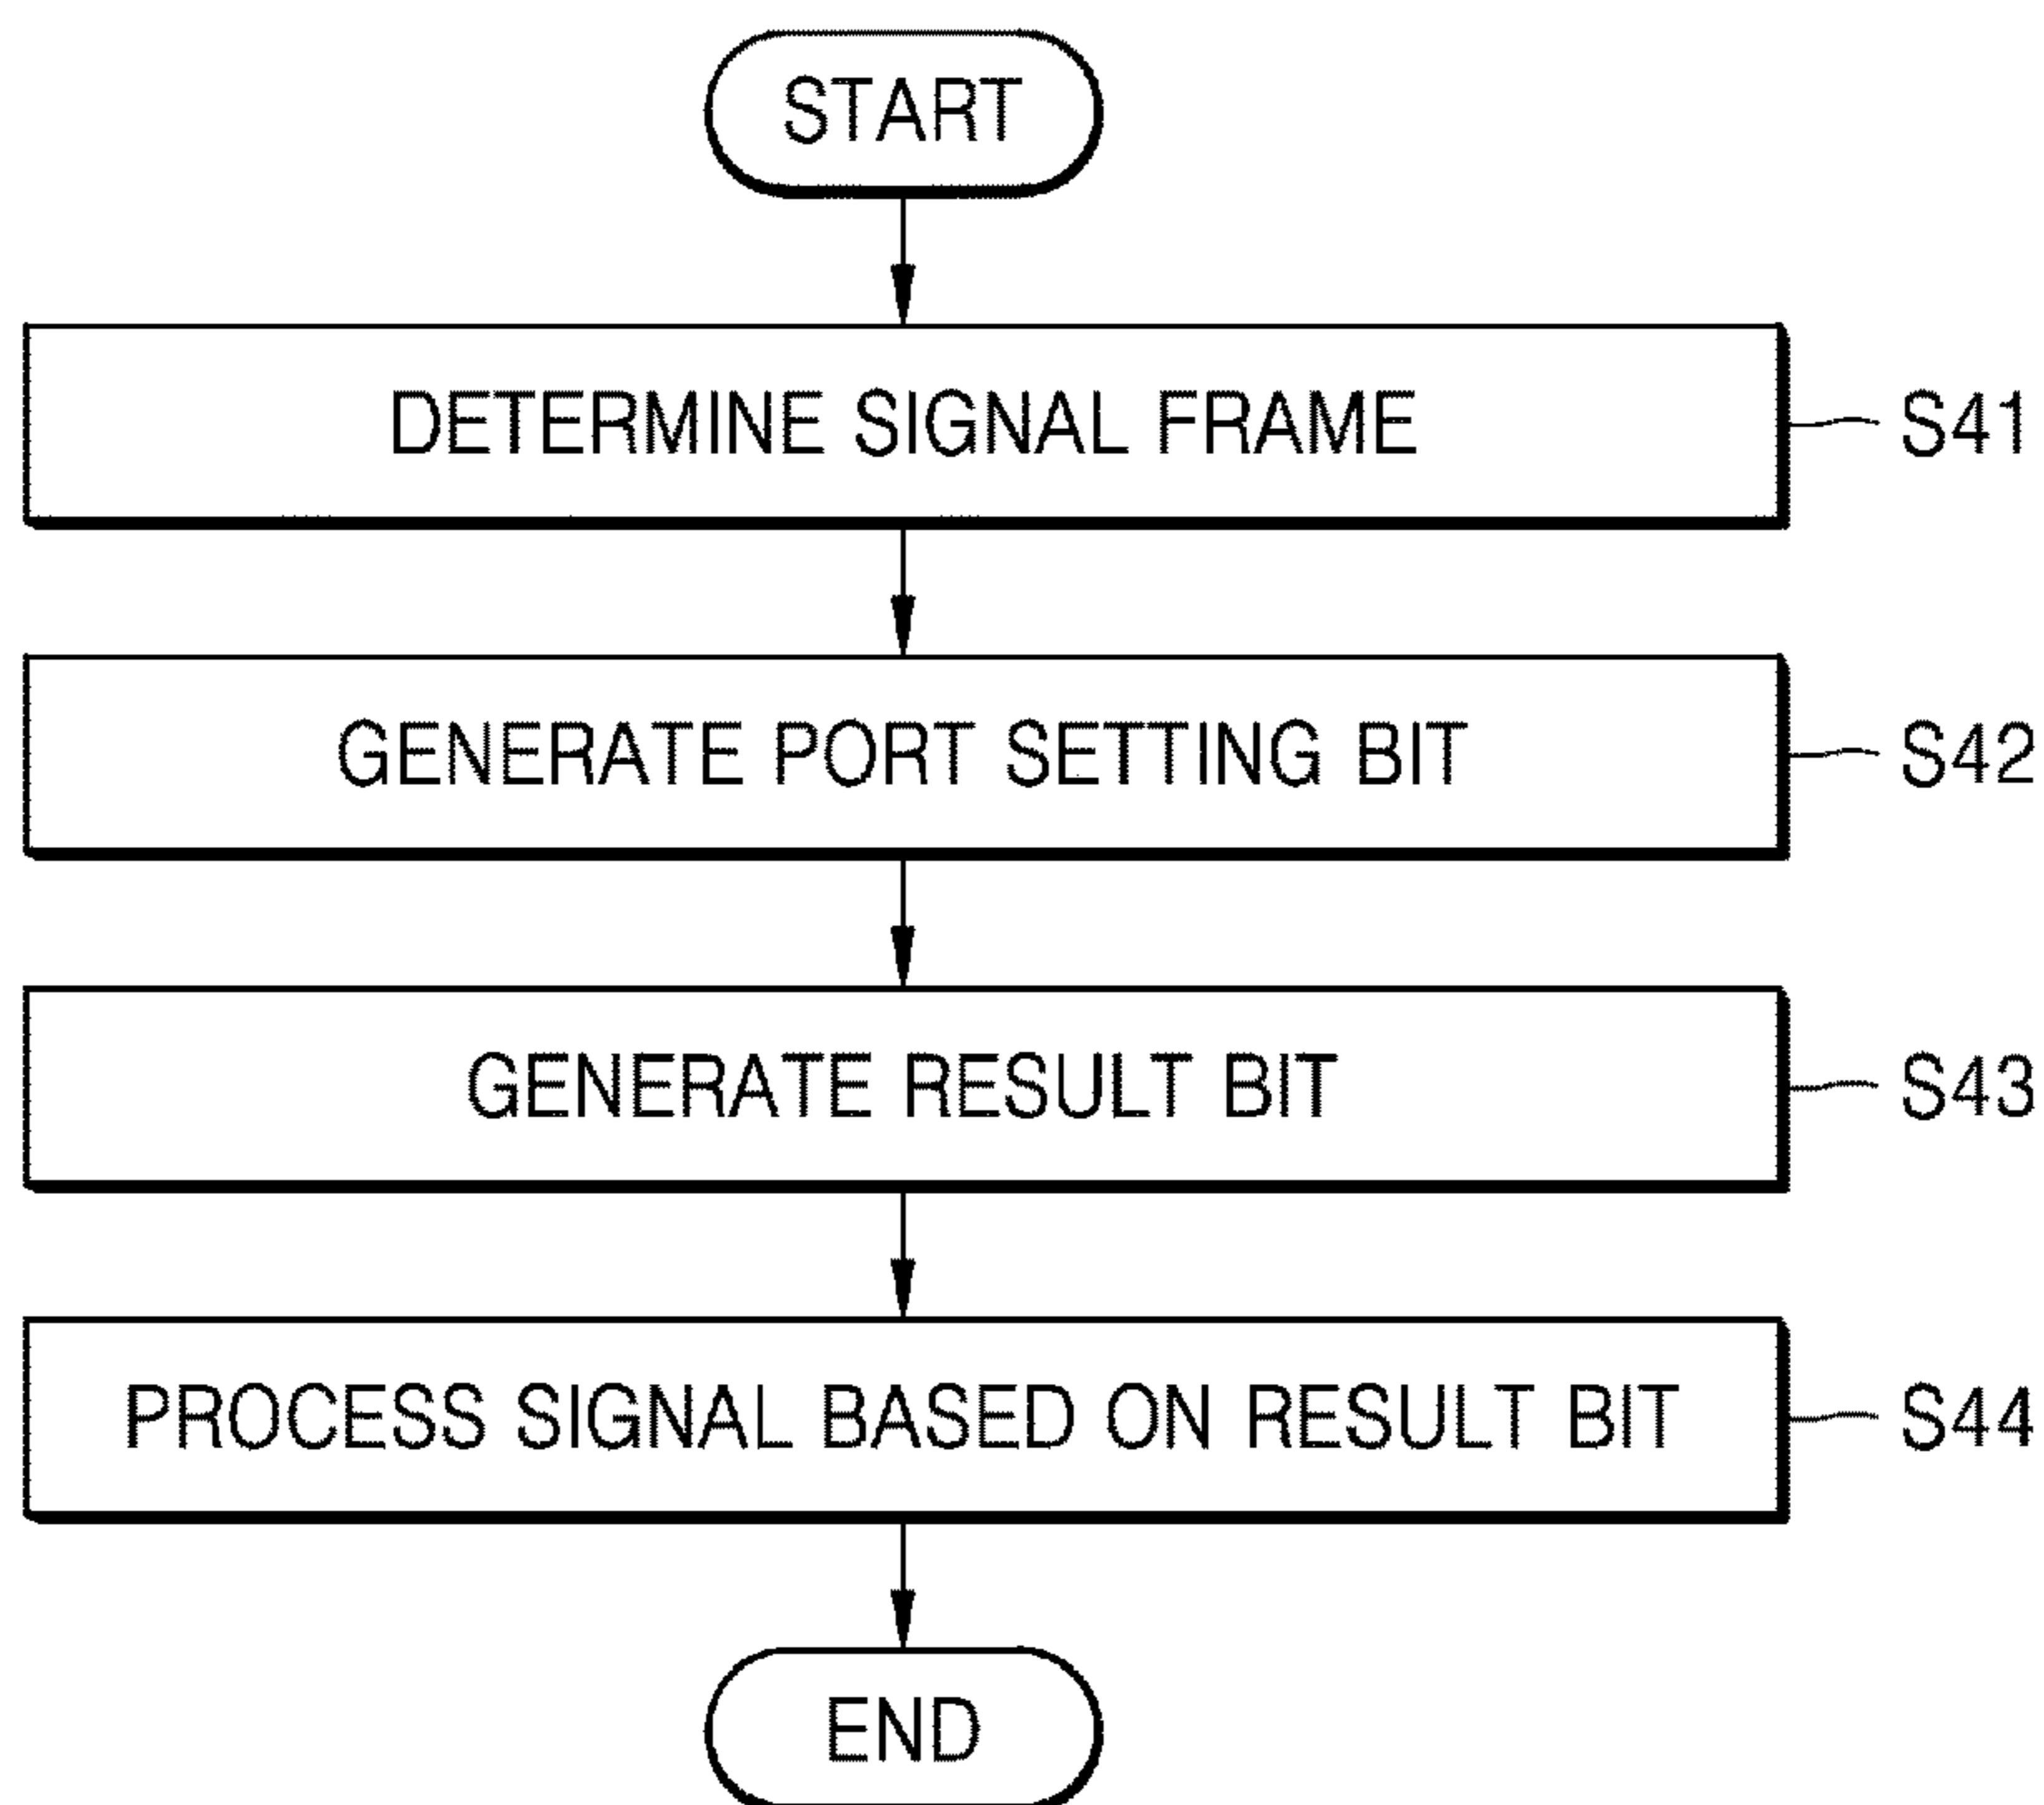 START
DETERMINE SIGNAL FRAME S41
GENERATE PORT SETTING BIT S42
GENERATE RESULT BIT S43
PROCESS SIGNAL BASED ON RESULT BIT S44
END